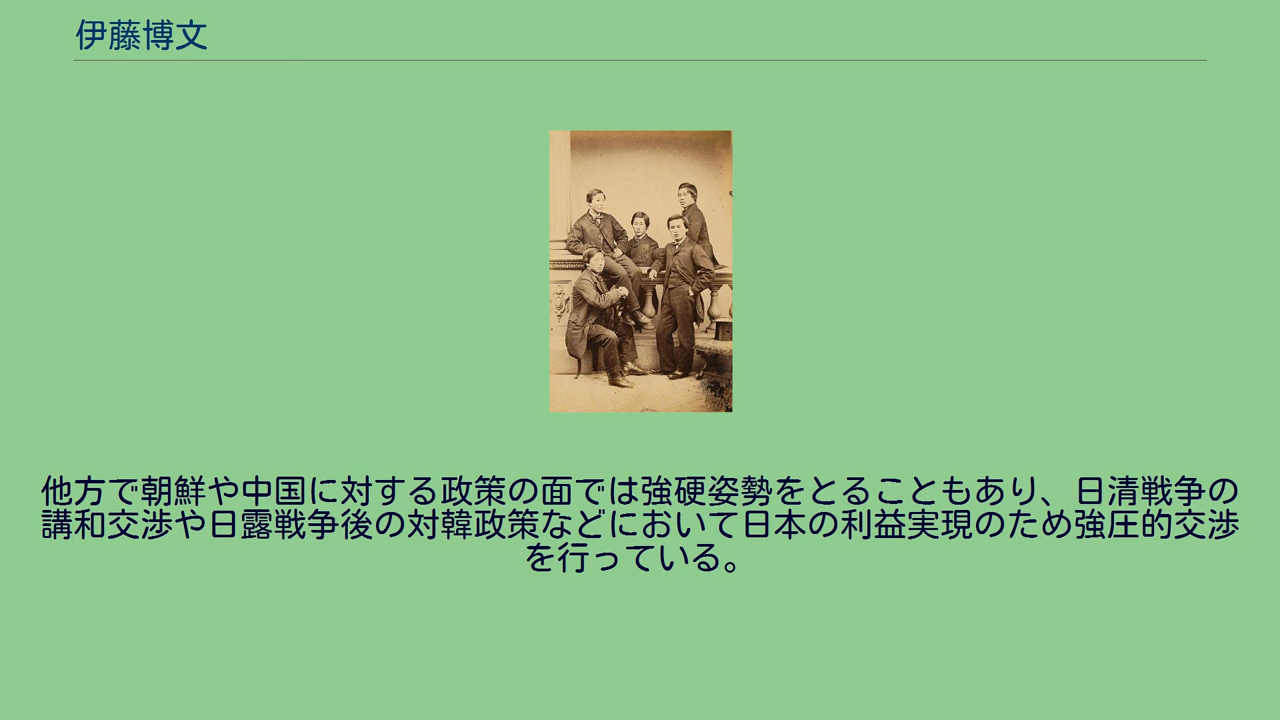 伊藤博文
他方で朝鮮や中国に対する政策の面では強硬姿勢をとることもあり、日清戦争の
講和交渉や日露戦争後の対韓政策などにおいて日本の利益実現のため強圧的交渉
を行っている。